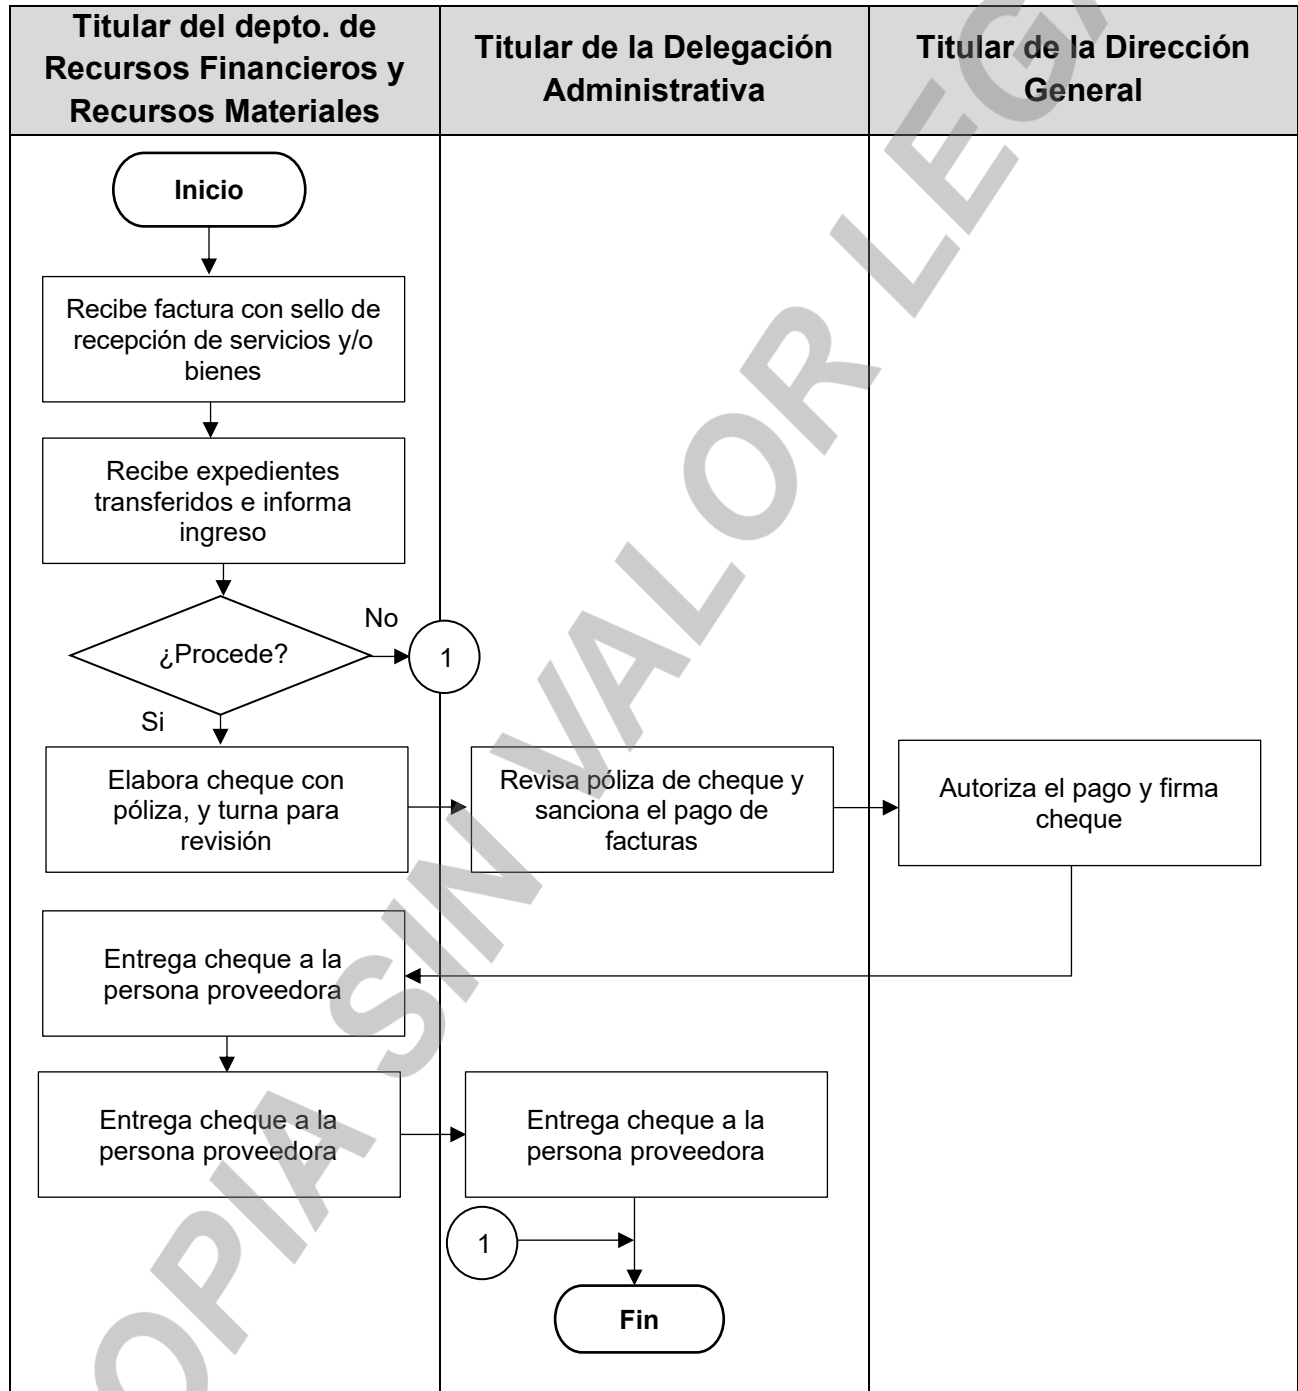 Titular del depto. de
Recursos Financieros y
Recursos Materiales
Titular de la Delegación
Administrativa
Titular de la Dirección
General
Inicio
Recibe factura con sello de
recepción de servicios y/o
bienes
Recibe expedientes
transferidos e informa
ingreso
¿Procede?
No
1
Si
Elabora cheque con
póliza, y turna para
revisión
Revisa póliza de cheque y
sanciona el pago de
facturas
Autoriza el pago y firma
cheque
Entrega cheque a la
persona proveedora
Entrega cheque a la
persona proveedora
Entrega cheque a la
persona proveedora
1
Fin
OPIA SIN VALOR LEGA